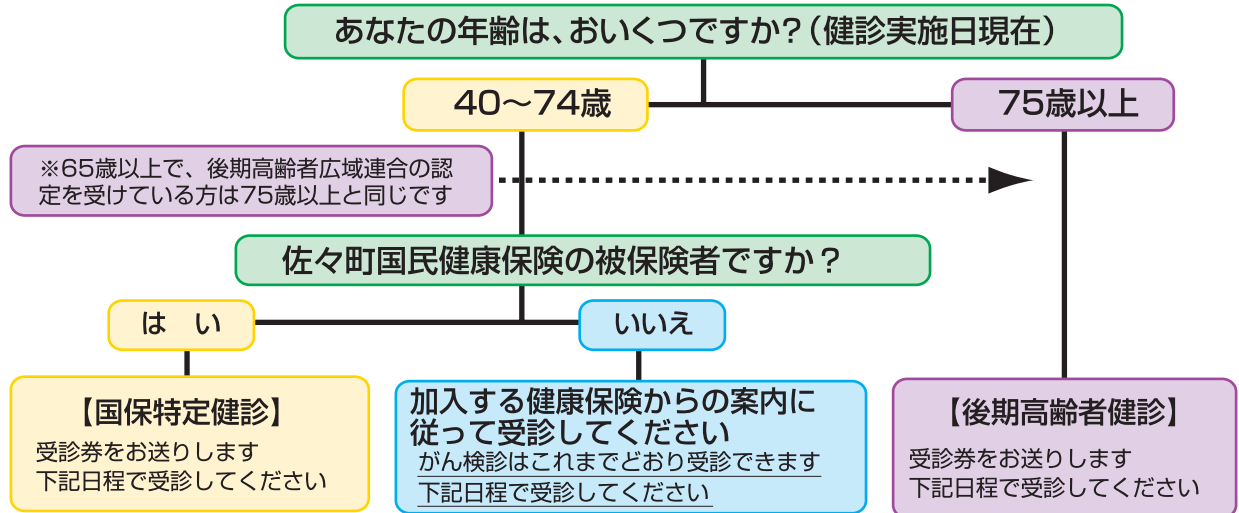 あなたの年齢は、おいくつですか?（健診実施日現在）
40〜74歳
75歳以上
※65歳以上で、後期高齢者広域連合の認
定を受けている方は75歳以上と同じです
佐々町国民健康保険の被保険者ですか？
は い
いいえ
【国保特定健診】
受診券をお送りします
下記日程で受診してください
加入する健康保険からの案内に
従って受診してください
がん検診はこれまでどおり受診できます
下記日程で受診してください
【後期高齢者健診】
受診券をお送りします
下記日程で受診してください